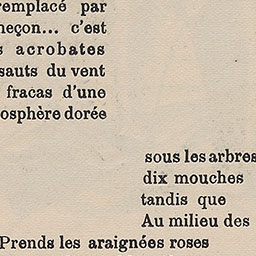 remplacé par
neçon... c'est
s acrobates
sauts du vent
fracas d'une
osphère dorée
sous les arbres
dix mouches
tandis que
Au milieu des
Prends les araignées roses